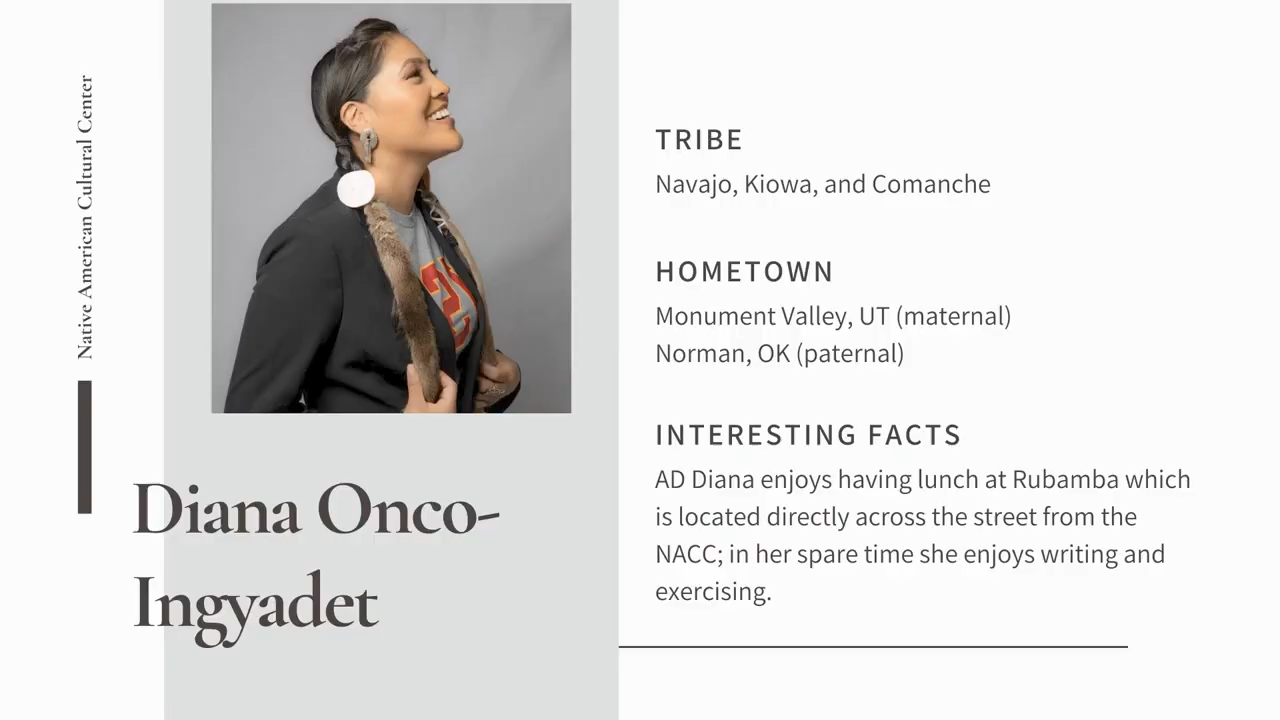 Native American Cultural Center
Diana Onco-
Ingyadet
TRIBE
Navajo, Kiowa, and Comanche
HOMETOWN
Monument Valley, UT (maternal)
Norman, OK (paternal)
INTERESTING FACTS
AD Diana enjoys having lunch at Rubamba which
is located directly across the street from the
NACC; in her spare time she enjoys writing and
exercising.